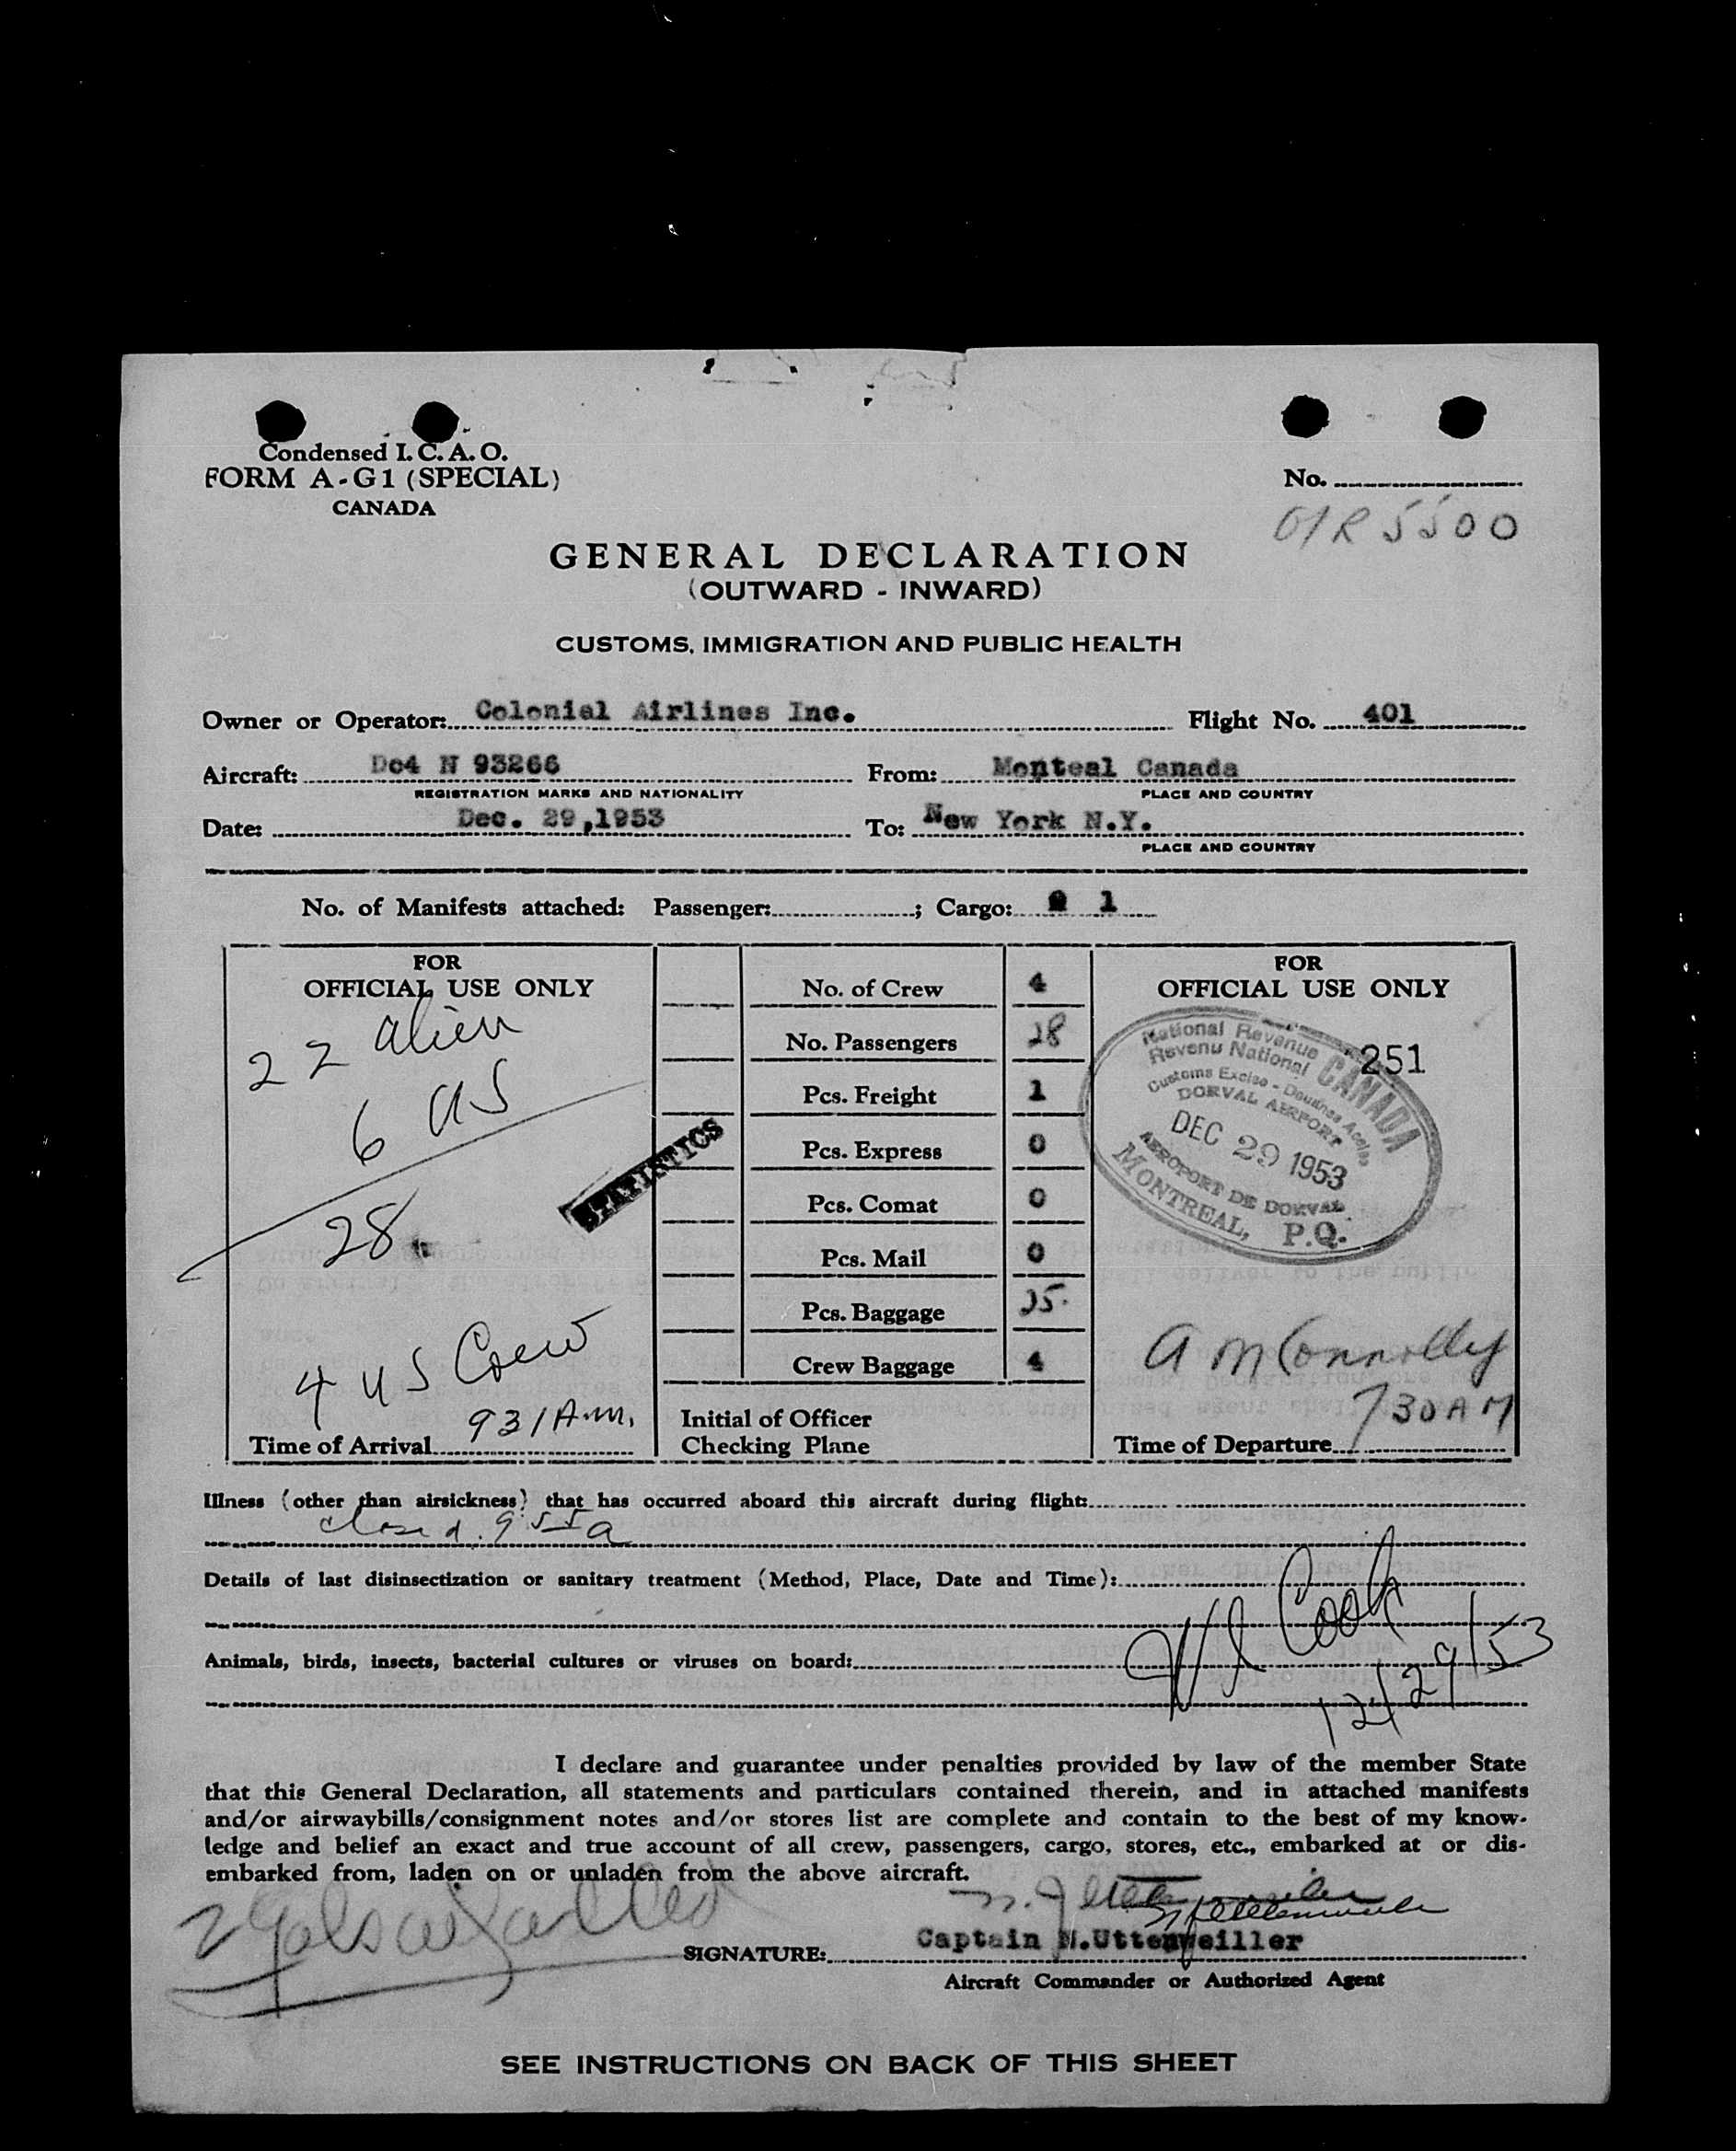 Condensed I. C. A. O.
FORM A-G1 (SPECIAL)
CANADA
No.
01R 5500
GENERAL DECLARATION
(OUTWARD - INWARD)
CUSTOMS, IMMIGRATION AND PUBLIC HEALTH
Owner or Operator: Colonial Airlines Inc. Flight No. 401
Aircraft: Dc4 N 93266 From: Monteal Canada
REGISTRATION MARKS AND NATIONALITY PLACE AND COUNTRY
Date: Dec. 29,1953 To: New York N.Y.
PLACE AND COUNTRY
No. of Manifests attached: Passenger: ; Cargo: 1
FOR
OFFICIAL USE ONLY
22 alien
6 US
28
4 US Crew
931 A.m.
Time of Arrival
STATISTICS
No. of Crew 4
No. Passengers 28
Pcs. Freight 1
Pcs. Express 0
Pcs. Comat 0
Pcs. Mail 0
Pcs. Baggage 25.
Crew Baggage 4
Initial of Officer
Checking Plane
FOR
OFFICIAL USE ONLY
251
National Revenue
Revenu National
CANADA
Customs Excise - Douanes Acc
DORVAL AIRPORT
DEC 29 1953
AEROPORT DE DORVAL
MONTREAL, P.Q.
A M Connolly
730 AM
Time of Departure
Illness (other than airsickness) that has occurred aboard this aircraft during flight:
closed. 955a
Details of last disinsectization or sanitary treatment (Method, Place, Date and Time):
Cook
Animals, birds, insects, bacterial cultures or viruses on board:
12/29/53
I declare and guarantee under penalties provided by law of the member State
that this General Declaration, all statements and particulars contained therein, and in attached manifests
and/or airwaybills/consignment notes and/or stores list are complete and contain to the best of my know-
ledge and belief an exact and true account of all crew, passengers, cargo, stores, etc., embarked at or dis-
embarked from, laden on or unladen from the above aircraft.
SIGNATURE: Captain N.Uttenweiller
Aircraft Commander or Authorized Agent
SEE INSTRUCTIONS ON BACK OF THIS SHEET